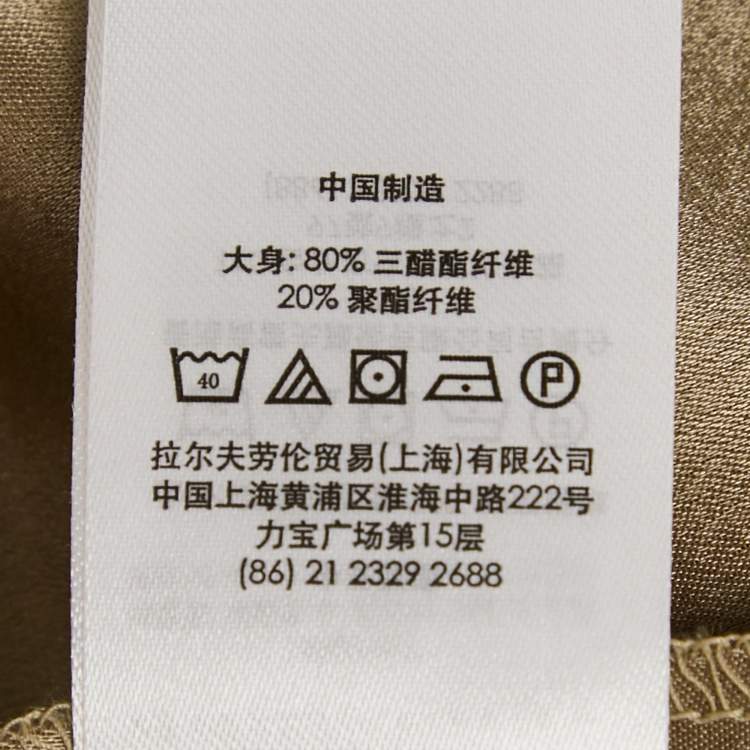 中国制造
大身: 80% 三醋酯纤维
20% 聚酯纤维
40 P
拉尔夫劳伦贸易(上海)有限公司
中国上海黄浦区淮海中路222号
力宝广场第15层
(86) 21 2329 2688